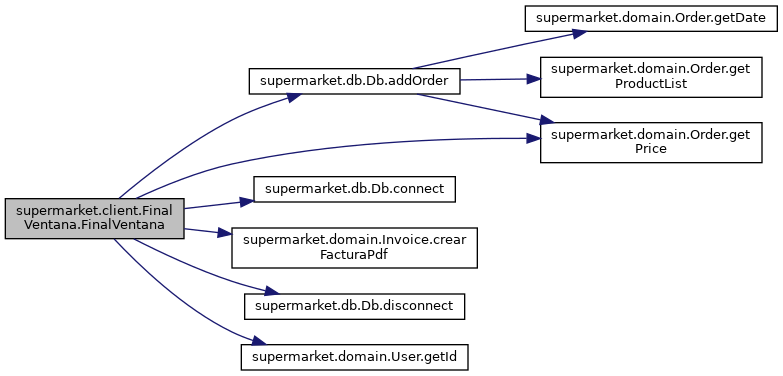 supermarket.domain.Order.getDate
supermarket.db.Db.addOrder
supermarket.domain.Order.get
ProductList
supermarket.domain.Order.get
Price
supermarket.db.Db.connect
supermarket.client.Final
Ventana.FinalVentana
supermarket.domain.Invoice.crear
FacturaPdf
supermarket.db.Db.disconnect
supermarket.domain.User.getId